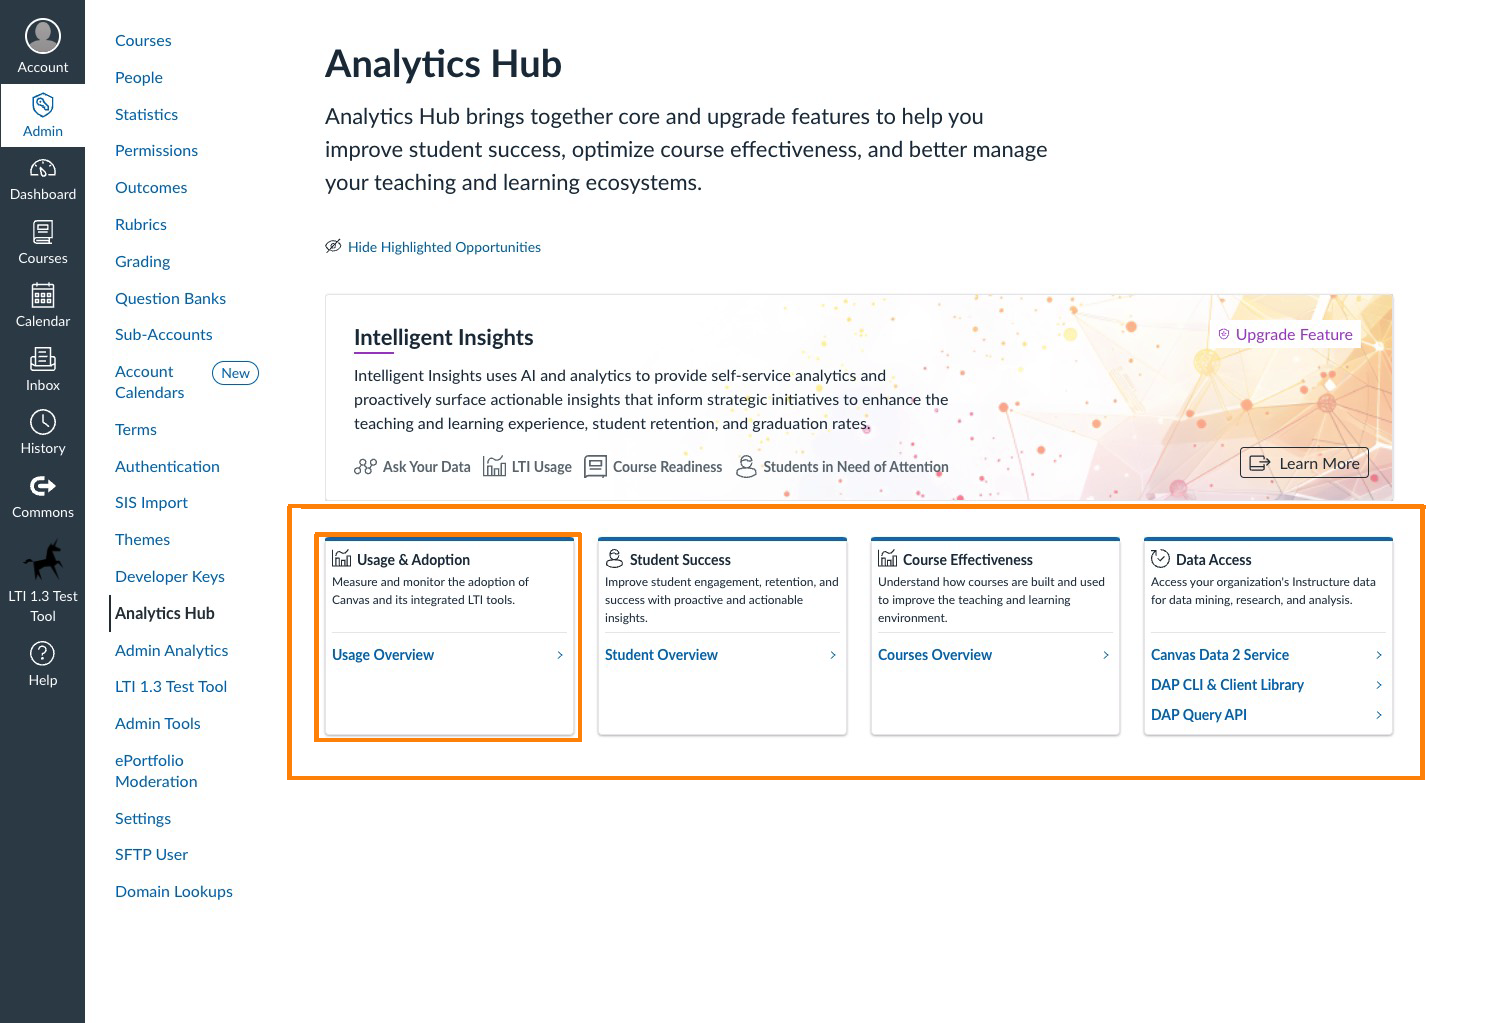 Account
Admin
Dashboard
Courses
Calendar
Inbox
History
Commons
LTI 1.3 Test
Tool
Help
Courses
People
Statistics
Permissions
Outcomes
Rubrics
Grading
Question Banks
Sub-Accounts
Account
Calendars
New
Terms
Authentication
SIS Import
Themes
Developer Keys
Analytics Hub
Admin Analytics
LTI 1.3 Test Tool
Admin Tools
ePortfolio
Moderation
Settings
SFTP User
Domain Lookups
Analytics Hub
Analytics Hub brings together core and upgrade features to help you
improve student success, optimize course effectiveness, and better manage
your teaching and learning ecosystems.
Hide Highlighted Opportunities
Intelligent Insights
Upgrade Feature
Intelligent Insights uses AI and analytics to provide self-service analytics and
proactively surface actionable insights that inform strategic initiatives to enhance the
teaching and learning experience, student retention, and graduation rates.
Ask Your Data LTI Usage Course Readiness Students in Need of Attention
Learn More
Usage & Adoption
Measure and monitor the adoption of
Canvas and its integrated LTI tools.
Usage Overview
Student Success
Improve student engagement, retention, and
success with proactive and actionable
insights.
Student Overview
Course Effectiveness
Understand how courses are built and used
to improve the teaching and learning
environment.
Courses Overview
Data Access
Access your organization's Instructure data
for data mining, research, and analysis.
Canvas Data 2 Service
DAP CLI & Client Library
DAP Query API